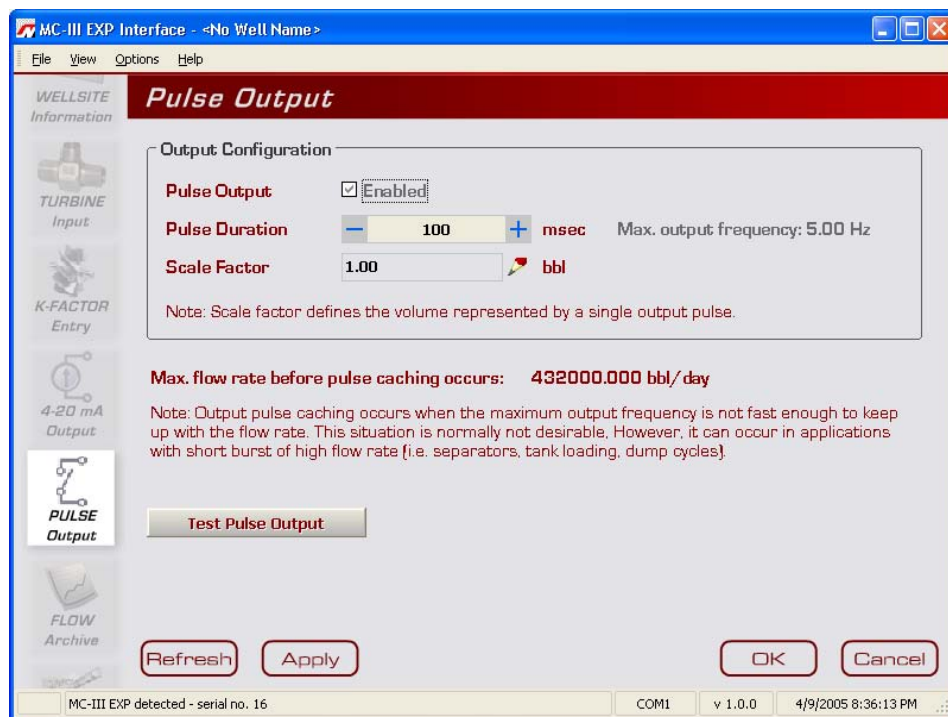 MC-III EXP Interface - <No Well Name>
File View Options Help
WELLSITE
Information
TURBINE
Input
K-FACTOR
Entry
4-20 mA
Output
PULSE
Output
FLOW
Archive
Pulse Output
Output Configuration
Pulse Output Enabled
Pulse Duration − 100 + msec Max. output frequency: 5.00 Hz
Scale Factor 1.00 bbl
Note: Scale factor defines the volume represented by a single output pulse.
Max. flow rate before pulse caching occurs: 432000.000 bbl/day
Note: Output pulse caching occurs when the maximum output frequency is not fast enough to keep
up with the flow rate. This situation is normally not desirable, However, it can occur in applications
with short burst of high flow rate (i.e. separators, tank loading, dump cycles).
Test Pulse Output
Refresh Apply OK Cancel
MC-III EXP detected - serial no. 16 COM1 v 1.0.0 4/9/2005 8:36:13 PM